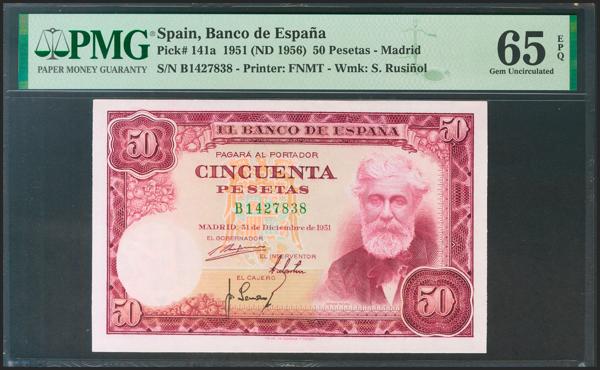 PMG
PAPER MONEY GUARANTY
Spain, Banco de España
Pick# 141a 1951 (ND 1956) 50 Pesetas - Madrid
S/N B1427838 - Printer: FNMT - Wmk: S. Rusiñol
65 EPQ
Gem Uncirculated
50
50
EL BANCO DE ESPAÑA
PAGARÁ AL PORTADOR
CINCUENTA
PESETAS
B1427838
MADRID, 31 de Diciembre de 1951
EL GOBERNADOR
EL INTERVENTOR
EL CAJERO
50
50